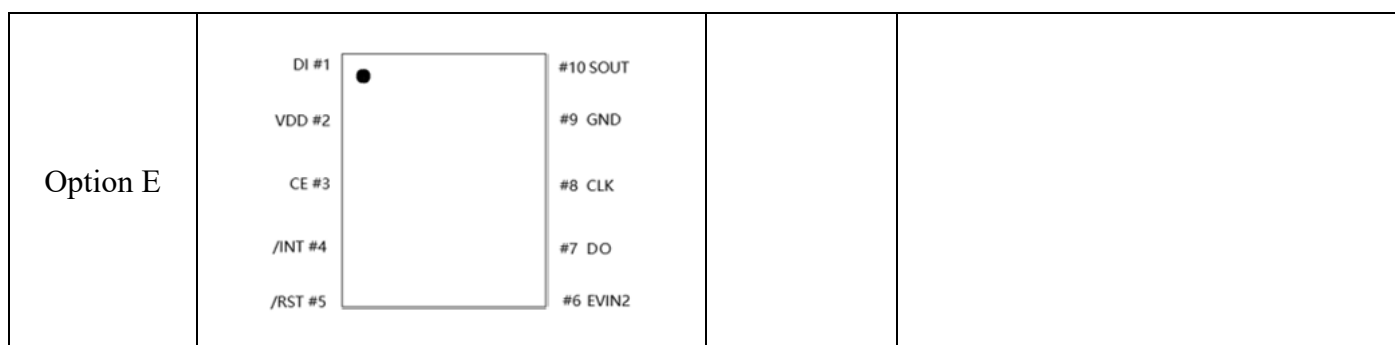 Option E
DI #1
VDD #2
CE #3
/INT #4
/RST #5
#10 SOUT
#9 GND
#8 CLK
#7 DO
#6 EVIN2